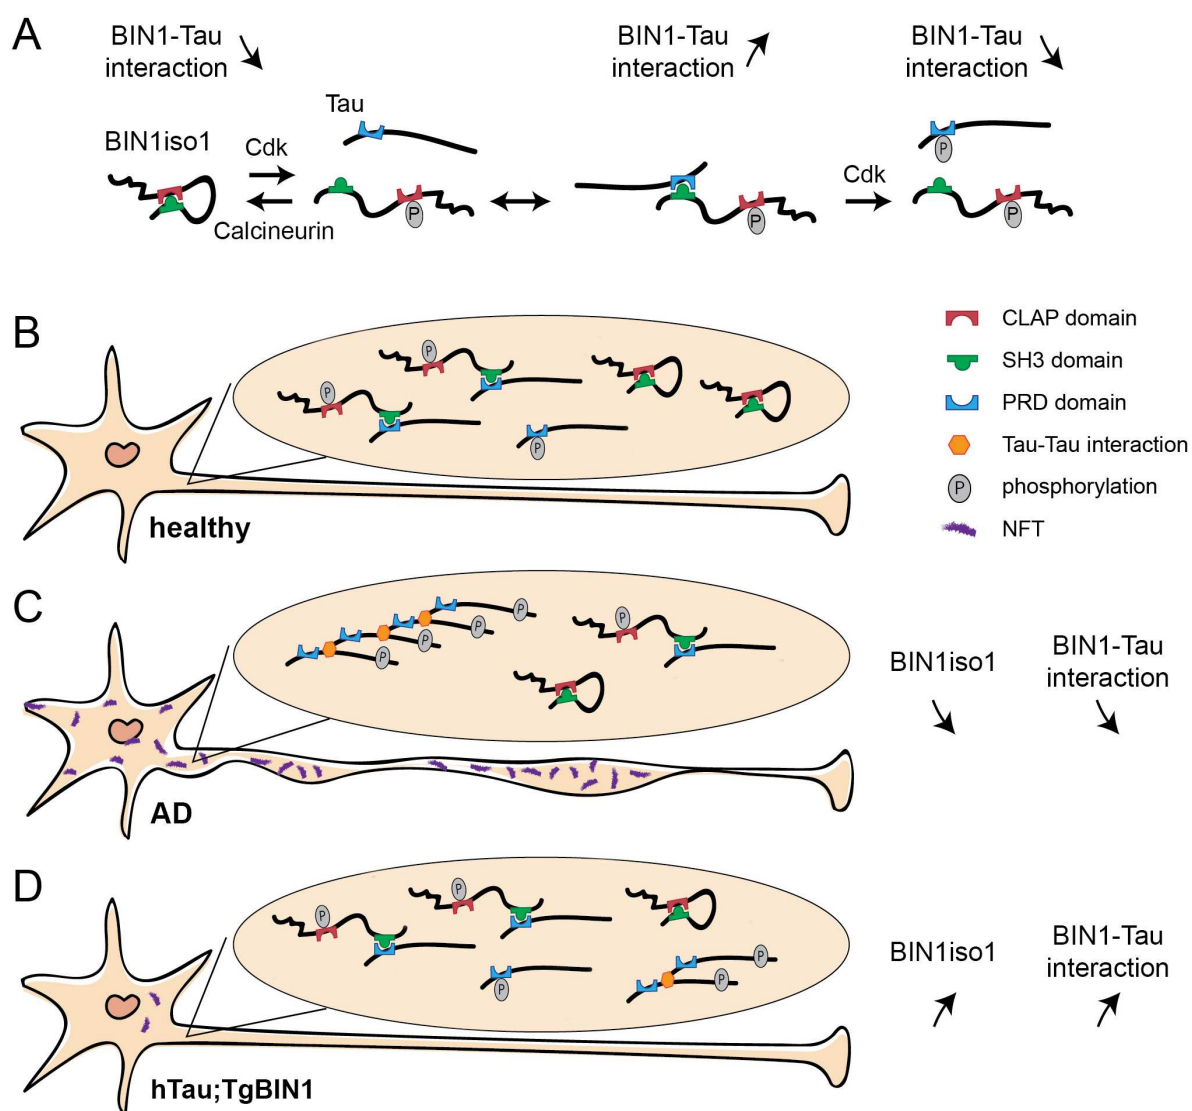 A
BIN1-Tau
interaction
BIN1-Tau
interaction
BIN1-Tau
interaction
Tau
BIN1iso1
Cdk
Calcineurin
P
P
Cdk
P
P
B
P
P
P
healthy
CLAP domain
SH3 domain
PRD domain
Tau-Tau interaction
P
phosphorylation
NFT
C
P
P
P
P
P
AD
BIN1iso1
BIN1-Tau
interaction
D
P
P
P
P
P
hTau;TgBIN1
BIN1iso1
BIN1-Tau
interaction